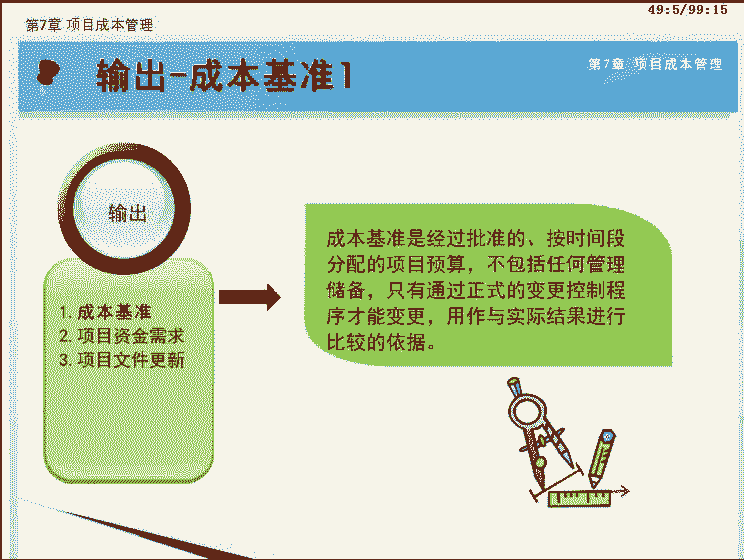 49:5/99:15
第7章 项目成本管理
输出-成本基准1
第7章 项目成本管理
输出
1. 成本基准
2. 项目资金需求
3. 项目文件更新
成本基准是经过批准的、按时间段
分配的项目预算，不包括任何管理
储备，只有通过正式的变更控制程
序才能变更，用作与实际结果进行
比较的依据。